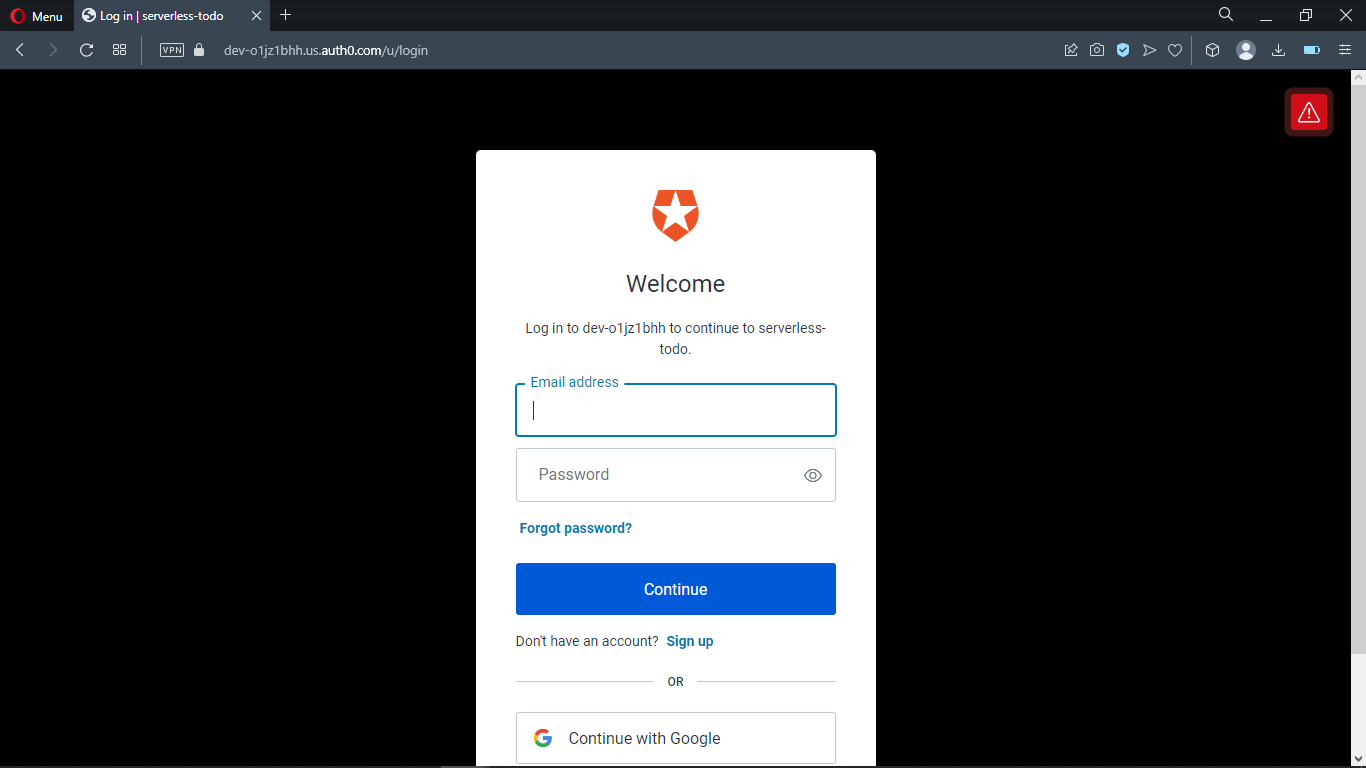 Menu
Log in | serverless-todo
VPN
dev-o1jz1bhh.us.auth0.com/u/login
Welcome
Log in to dev-o1jz1bhh to continue to serverless-
todo.
Email address
Password
Forgot password?
Continue
Don't have an account? Sign up
OR
Continue with Google